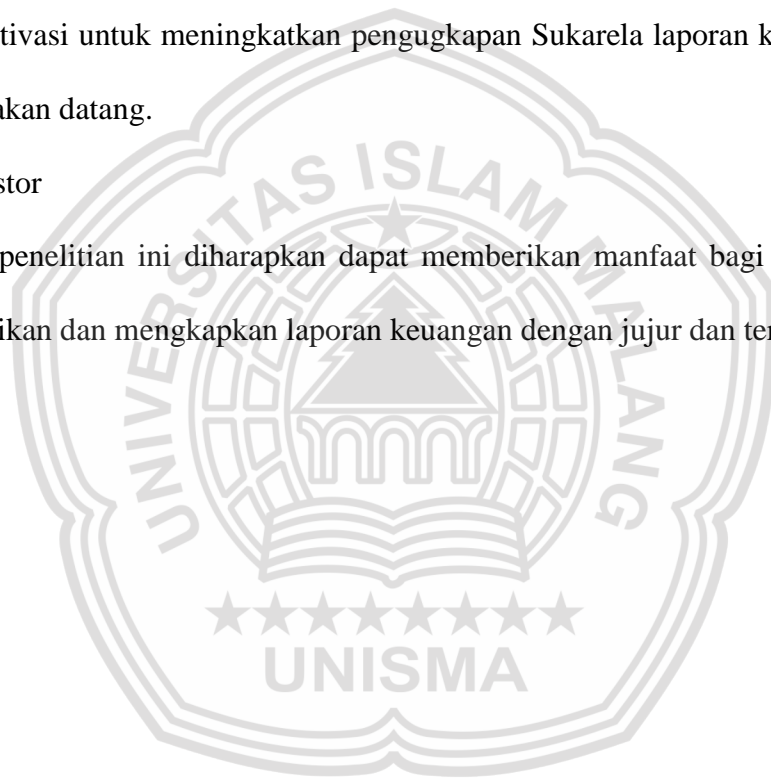 tivasi untuk meningkatkan pengugkapan Sukarela laporan k
akan datang.
stor
penelitian ini diharapkan dapat memberikan manfaat bagi
ikan dan mengkapkan laporan keuangan dengan jujur dan ter
UNIVERSITAS ISLAM MALANG
UNISMA